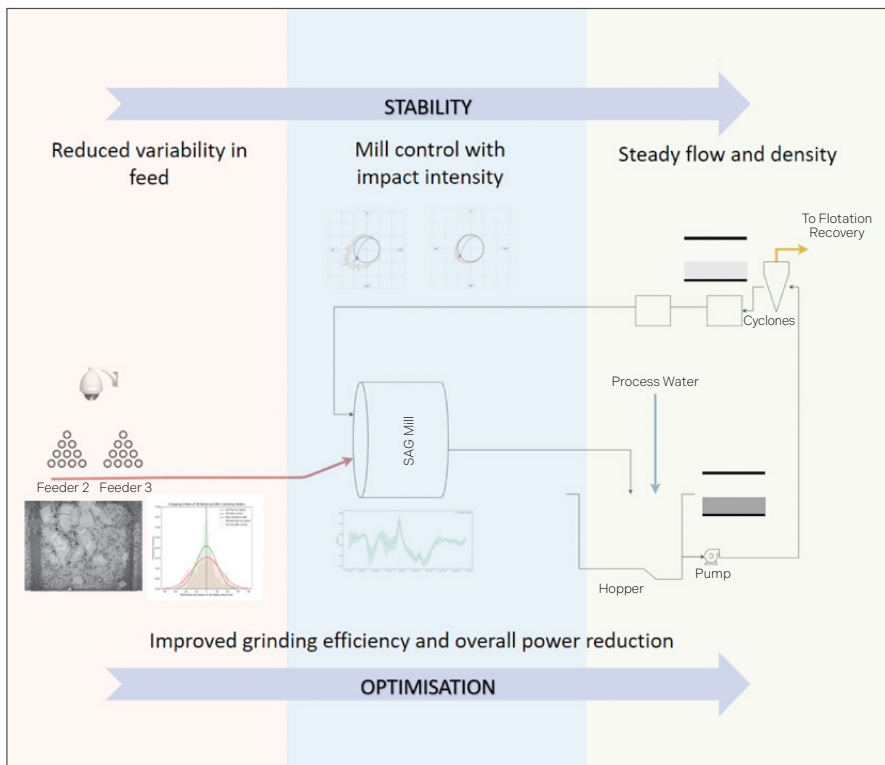 STABILITY
Reduced variability in
feed
Mill control with
impact intensity
Steady flow and density
To Flotation
Recovery
Cyclones
Process Water
SAG Mill
Feeder 2 Feeder 3
Pump
Hopper
Improved grinding efficiency and overall power reduction
OPTIMISATION